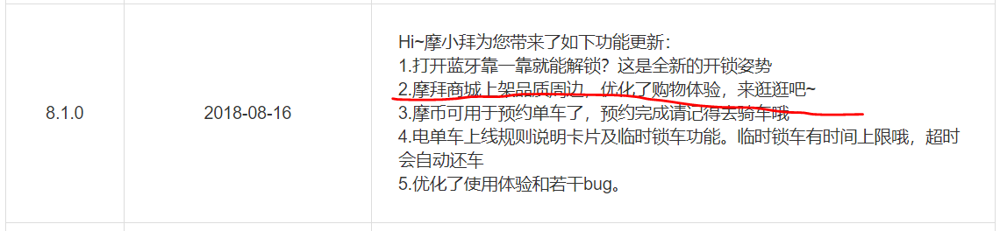 Hi~摩小拜为您带来了如下功能更新：
1.打开蓝牙靠一靠就能解锁？这是全新的开锁姿势
2.摩拜商城上架品质周边，优化了购物体验，来逛逛吧~
8.1.0 2018-08-16 3.摩币可用于预约单车了，预约完成请记得去骑车哦
4.电单车上线规则说明卡片及临时锁车功能。临时锁车有时间上限哦，超时
会自动还车
5.优化了使用体验和若干bug。